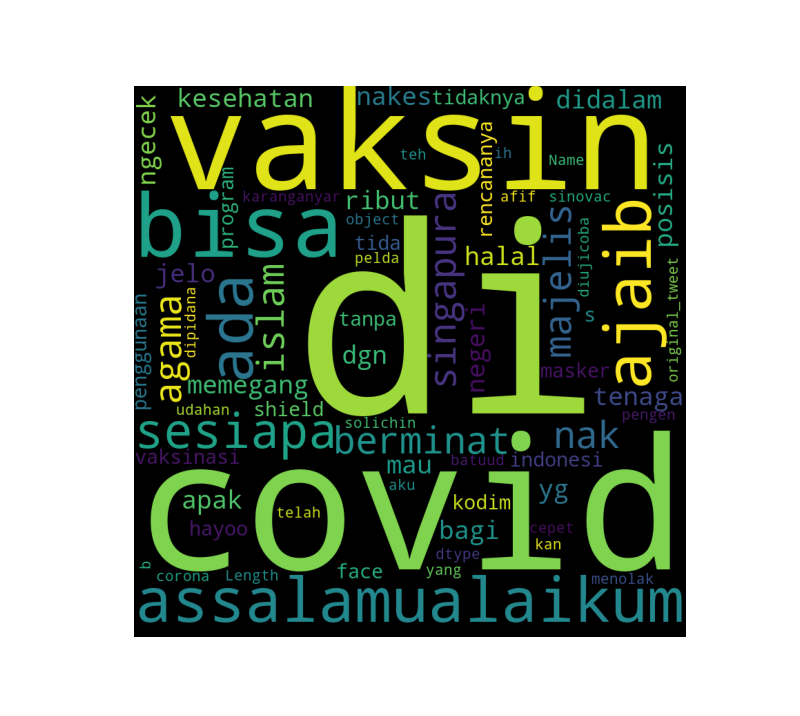 kesehatan
nakes
tidaknya
didalam
vaksin
ngecek
teh
rencananya
ih
Name
posisis
program
karanganyar
ribut
afif
sinovac
bisa
object
singapura
majelis
ajaib
diujicoba
tida
halal
pelda
di
jelo
ada
islam
original_tweet
penggunaan
agama
dipidana
tanpa
negeri
s
dgn
masker
memegang
tenaga
udahan
shield
solichin
pengen
sesiapa
berminat
nak
vaksinasi
mau
batuud
indonesi
covid
aku
apak
kodim
yg
telah
hayoo
bagi
cepet
dtype
kan
b
corona
Length
face
yang
menolak
assalamualaikum